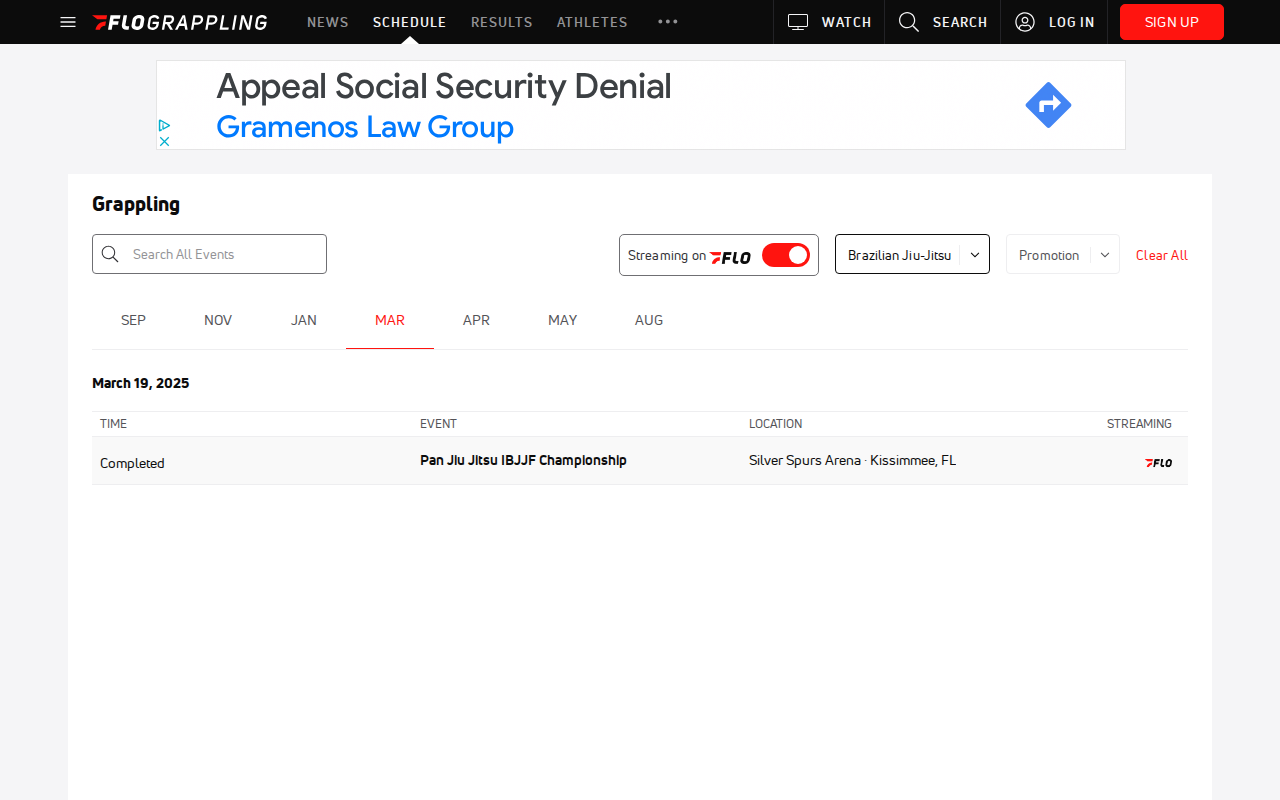 FLOGRAPPLING NEWS SCHEDULE RESULTS ATHLETES WATCH SEARCH LOG IN SIGN UP
Appeal Social Security Denial
Gramenos Law Group
Grappling
Search All Events Streaming on FLO Brazilian Jiu-Jitsu Promotion Clear All
SEP NOV JAN MAR APR MAY AUG
March 19, 2025
TIME EVENT LOCATION STREAMING
Completed Pan Jiu Jitsu IBJJF Championship Silver Spurs Arena · Kissimmee, FL FLO